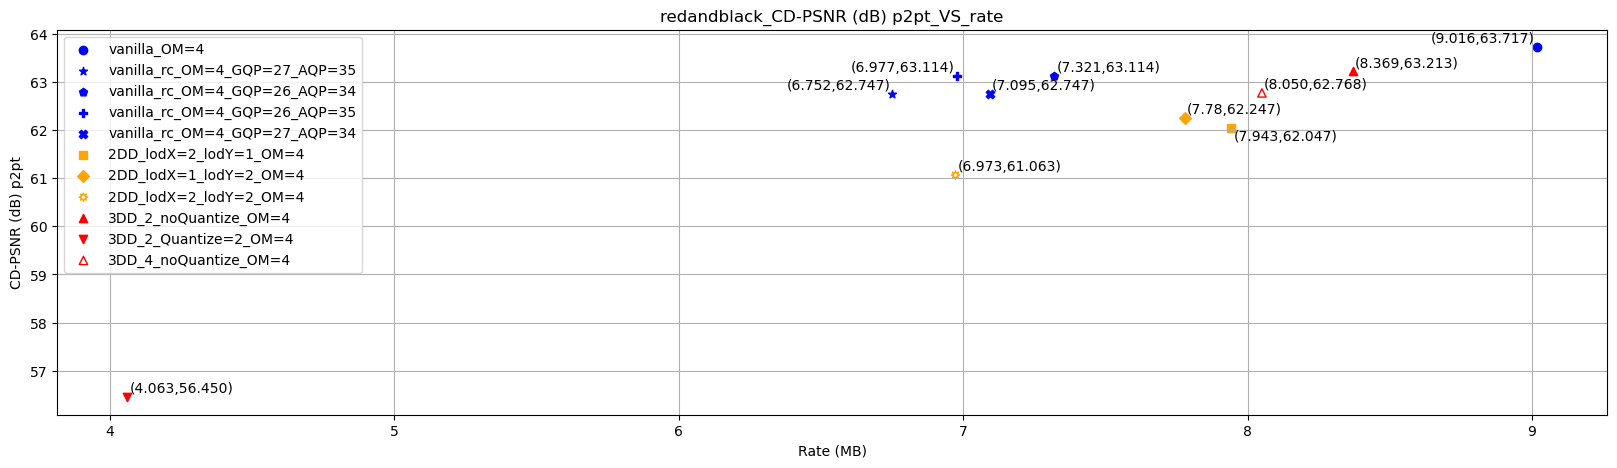 redandblack_CD-PSNR (dB) p2pt_VS_rate
CD-PSNR (dB) p2pt
64
63
62
61
60
59
58
57
vanilla_OM=4
vanilla_rc_OM=4_GQP=27_AQP=35
vanilla_rc_OM=4_GQP=26_AQP=34
vanilla_rc_OM=4_GQP=26_AQP=35
vanilla_rc_OM=4_GQP=27_AQP=34
2DD_lodX=2_lodY=1_OM=4
2DD_lodX=1_lodY=2_OM=4
2DD_lodX=2_lodY=2_OM=4
3DD_2_noQuantize_OM=4
3DD_2_Quantize=2_OM=4
3DD_4_noQuantize_OM=4
(9.016,63.717)
(6.977,63.114)
(7.321,63.114)
(8.369,63.213)
(6.752,62.747)
(7.095,62.747)
(8.050,62.768)
(7.78,62.247)
(7.943,62.047)
(6.973,61.063)
(4.063,56.450)
4
5
6
7
8
9
Rate (MB)